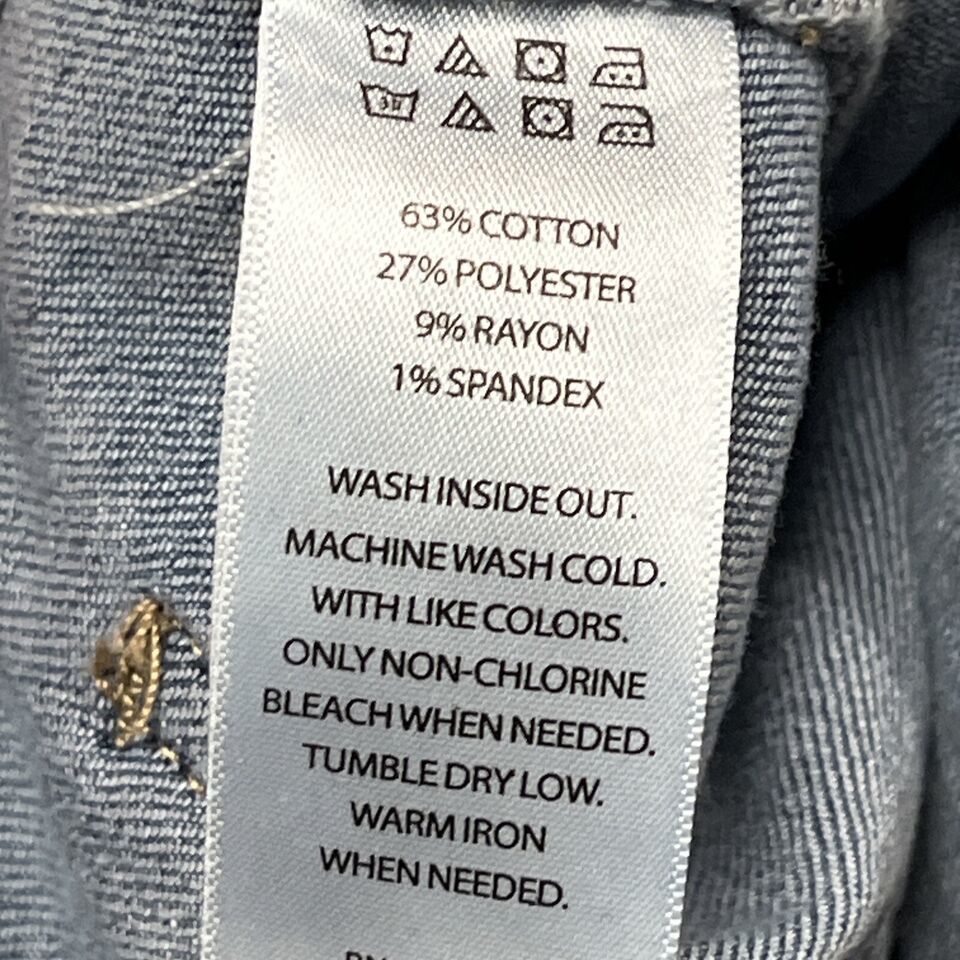 30
63% COTTON
27% POLYESTER
9% RAYON
1% SPANDEX
WASH INSIDE OUT.
MACHINE WASH COLD.
WITH LIKE COLORS.
ONLY NON-CHLORINE
BLEACH WHEN NEEDED.
TUMBLE DRY LOW.
WARM IRON
WHEN NEEDED.